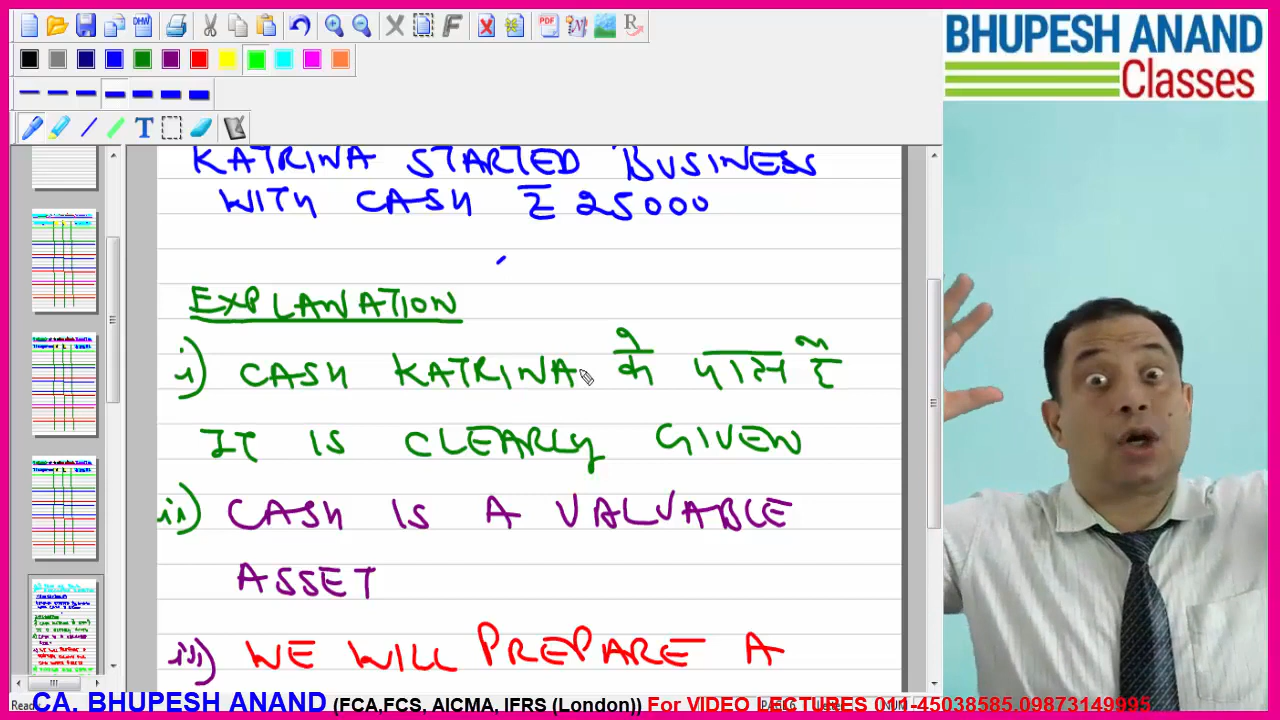 BHUPESH ANAND
Classes
KATRINA STARTED BUSINESS
WITH CASH ₹ 25000
EXPLANATION
i) CASH KATRINA के पास है
IT IS CLEARLY GIVEN
ii) CASH IS A VALUABLE
ASSET
iii) WE WILL PREPARE A
CA. BHUPESH ANAND (FCA,FCS, AICMA, IFRS (London)) For VIDEO LECTURES 011-45038585.09873149995